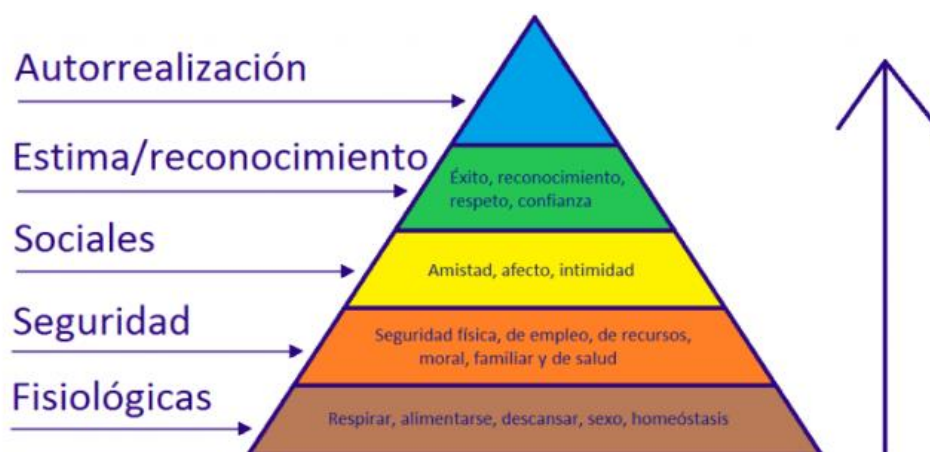 Autorrealización
Estima/reconocimiento
Éxito, reconocimiento,
respeto, confianza
Sociales
Amistad, afecto, intimidad
Seguridad
Seguridad física, de empleo, de recursos,
moral, familiar y de salud
Fisiológicas
Respirar, alimentarse, descansar, sexo, homeóstasis